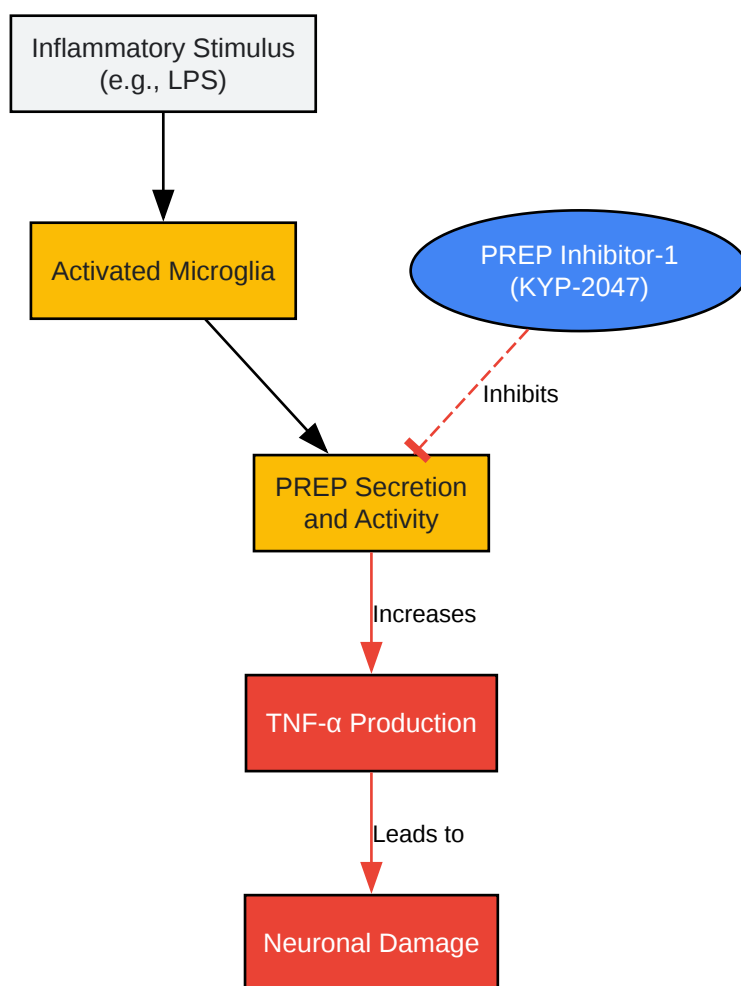 Inflammatory Stimulus
(e.g., LPS)
Activated Microglia
PREP Inhibitor-1
(KYP-2047)
Inhibits
PREP Secretion
and Activity
Increases
TNF-α Production
Leads to
Neuronal Damage